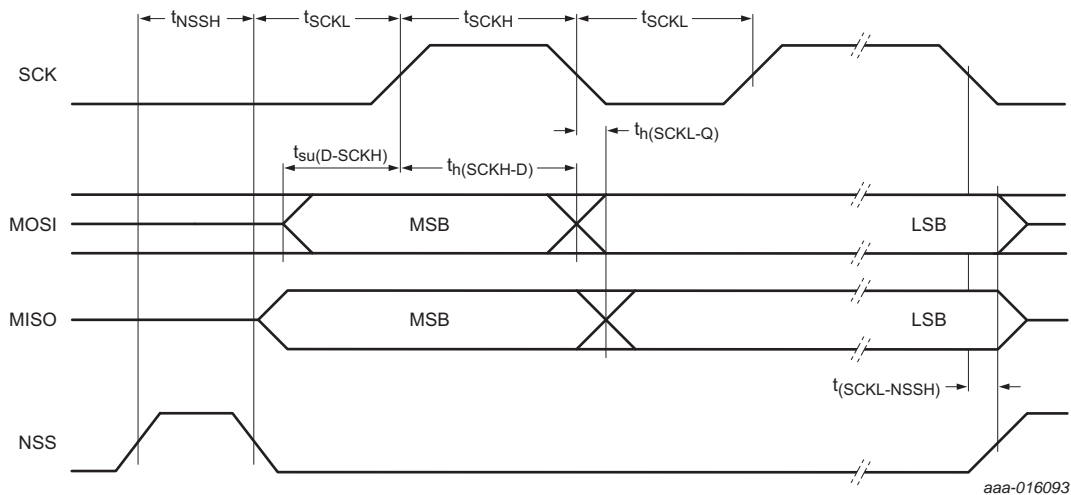 tNSSH tSCKL tSCKH tSCKL
SCK
th(SCKL-Q)
tsu(D-SCKH)
th(SCKH-D)
MOSI MSB LSB
MISO MSB LSB
t(SCKL-NSSH)
NSS
aaa-016093